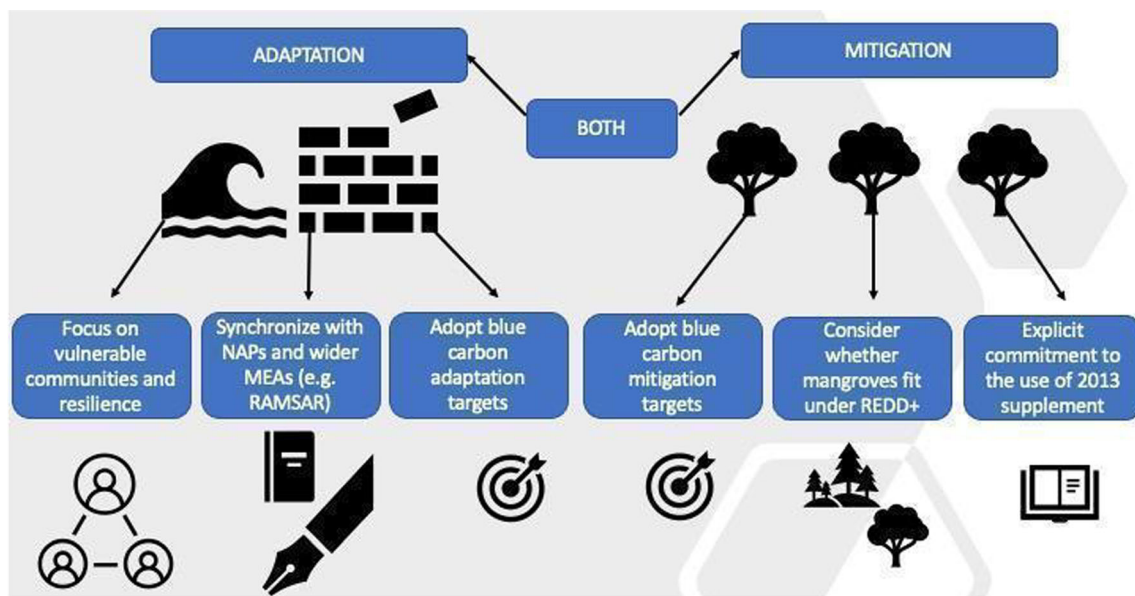 ADAPTATION
MITIGATION
BOTH
Focus on
vulnerable
communities and
resilience
Synchronize with
NAPs and wider
MEAs (e.g.
RAMSAR)
Adopt blue
carbon
adaptation
targets
Adopt blue
carbon
mitigation
targets
Consider
whether
mangroves fit
under REDD+
Explicit
commitment to
the use of 2013
supplement